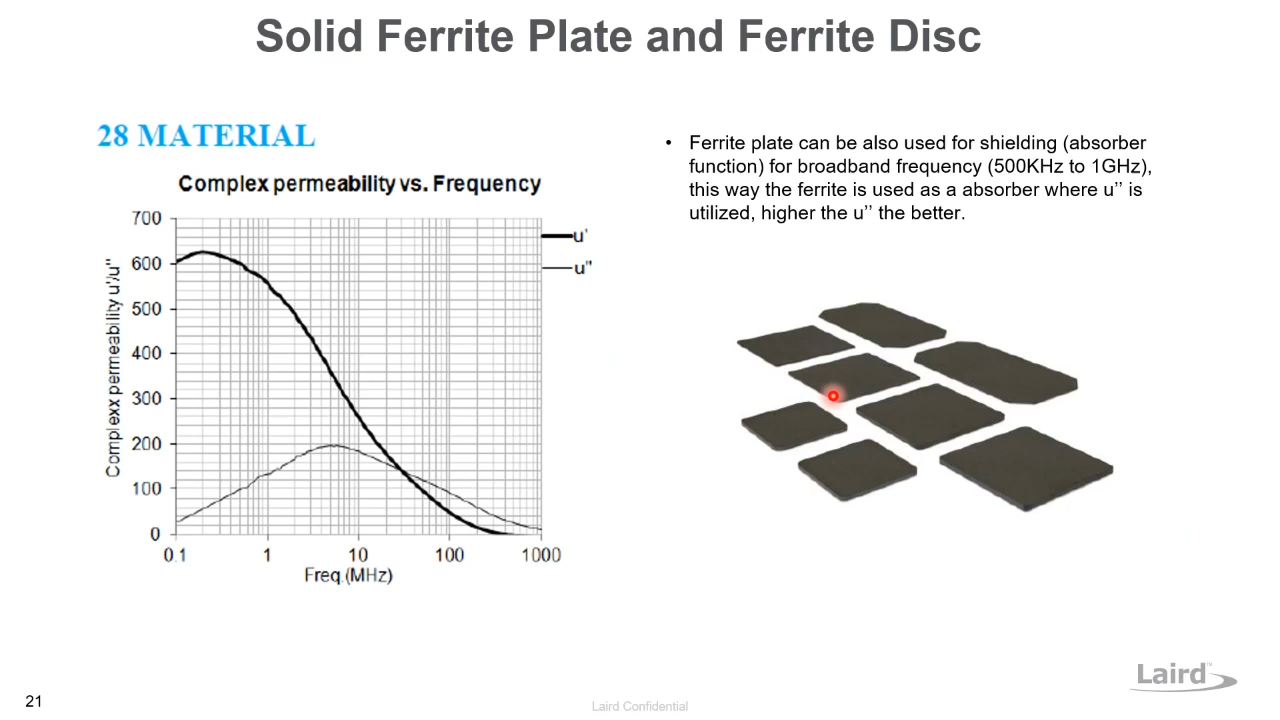 Solid Ferrite Plate and Ferrite Disc
28 MATERIAL
Complex permeability vs. Frequency
Complexx permeability u'/u"
700
600
500
400
300
200
100
0
0.1
1
10
100
1000
Freq.(MHz)
u'
u"
• Ferrite plate can be also used for shielding (absorber
function) for broadband frequency (500KHz to 1GHz),
this way the ferrite is used as a absorber where u’’ is
utilized, higher the u’’ the better.
Laird™
21
Laird Confidential